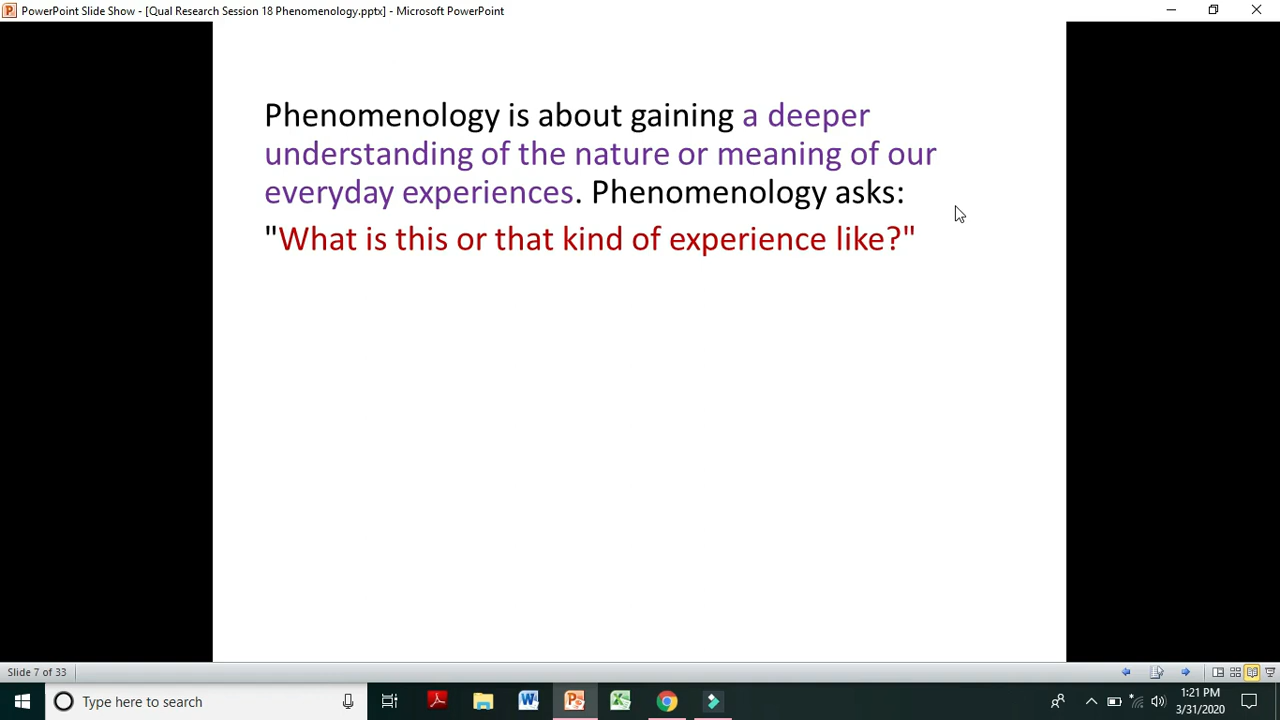 PowerPoint Slide Show - [Qual Research Session 18 Phenomenology.pptx] - Microsoft PowerPoint
Phenomenology is about gaining a deeper
understanding of the nature or meaning of our
everyday experiences. Phenomenology asks:
"What is this or that kind of experience like?"
Slide 7 of 33
Type here to search
1:21 PM
3/31/2020